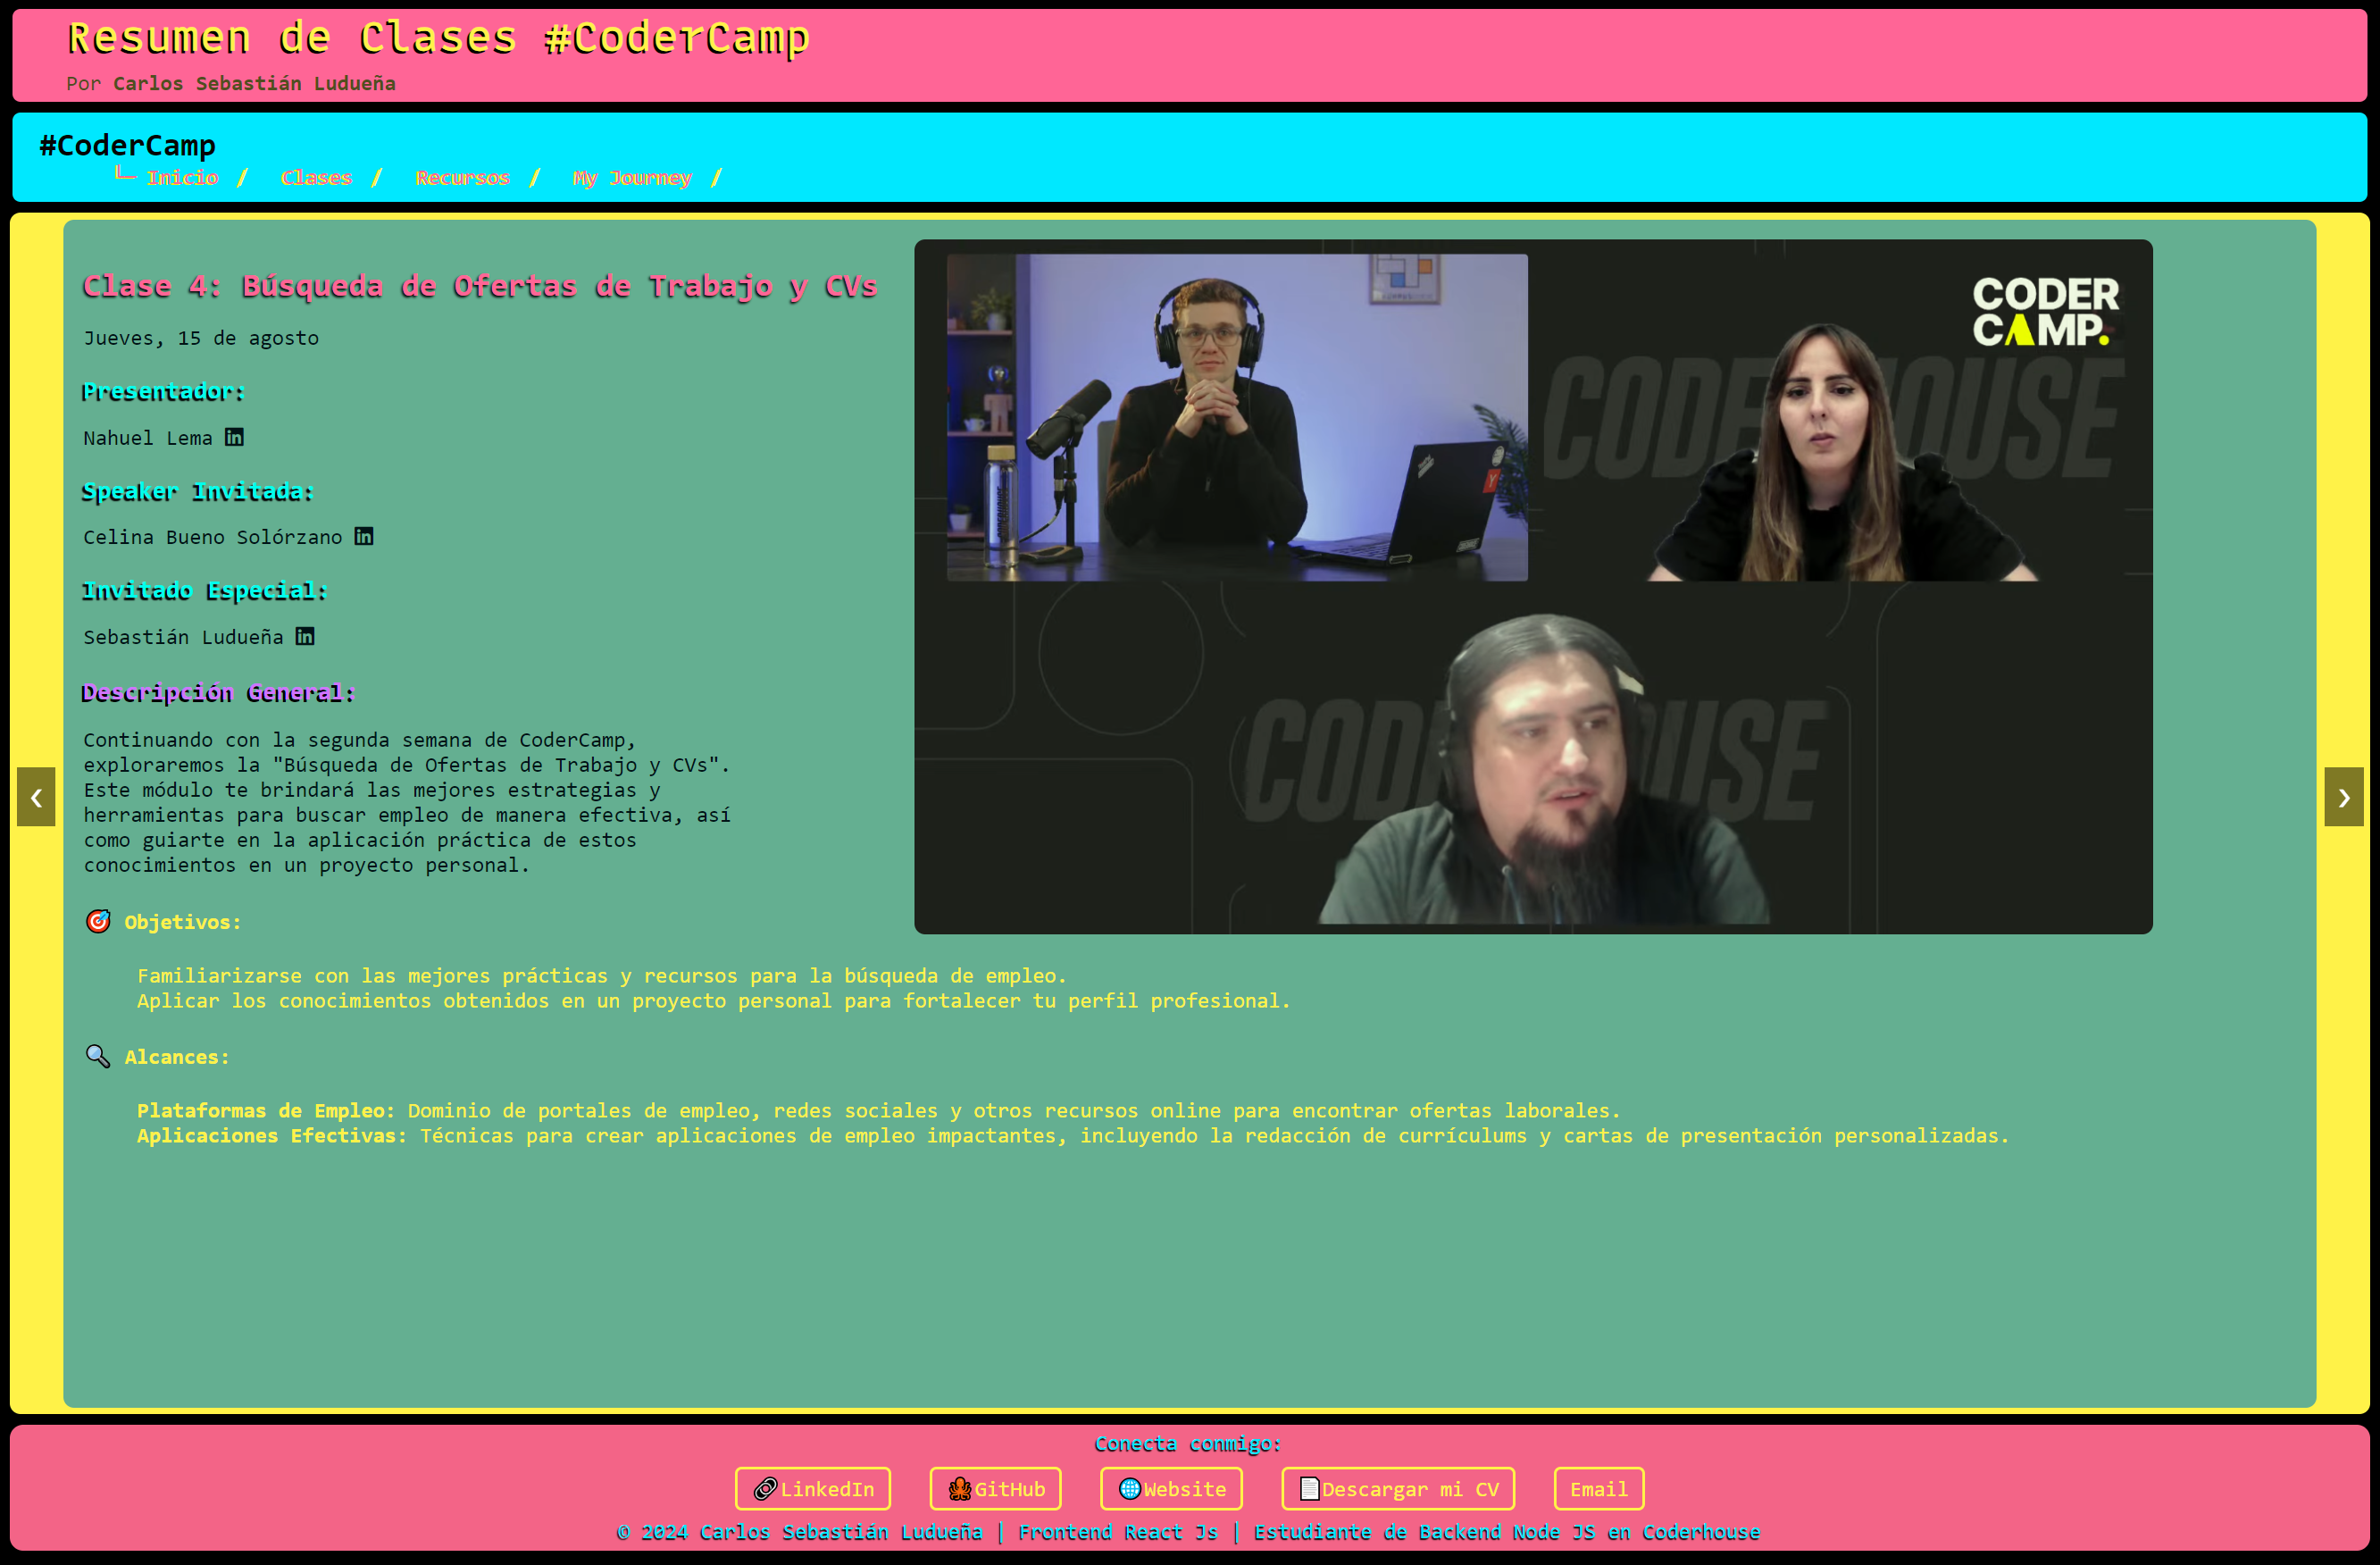 Resumen de Clases #CoderCamp
Por Carlos Sebastián Ludueña
#CoderCamp
Inicio / Clases / Recursos / My Journey /
Clase 4: Búsqueda de Ofertas de Trabajo y CVs
Jueves, 15 de agosto
Presentador:
Nahuel Lema in
Speaker Invitada:
Celina Bueno Solórzano in
Invitado Especial:
Sebastián Ludueña in
Descripción General:
Continuando con la segunda semana de CoderCamp,
exploraremos la "Búsqueda de Ofertas de Trabajo y CVs".
Este módulo te brindará las mejores estrategias y
herramientas para buscar empleo de manera efectiva, así
como guiarte en la aplicación práctica de estos
conocimientos en un proyecto personal.
CODER
CAMP.
CODERHOUSE
CODERHOUSE
❮
❯
🎯 Objetivos:
Familiarizarse con las mejores prácticas y recursos para la búsqueda de empleo.
Aplicar los conocimientos obtenidos en un proyecto personal para fortalecer tu perfil profesional.
🔍 Alcances:
Plataformas de Empleo: Dominio de portales de empleo, redes sociales y otros recursos online para encontrar ofertas laborales.
Aplicaciones Efectivas: Técnicas para crear aplicaciones de empleo impactantes, incluyendo la redacción de currículums y cartas de presentación personalizadas.
Conecta conmigo:
🔗LinkedIn 🐙GitHub 🌐Website 📄Descargar mi CV Email
© 2024 Carlos Sebastián Ludueña | Frontend React Js | Estudiante de Backend Node JS en Coderhouse